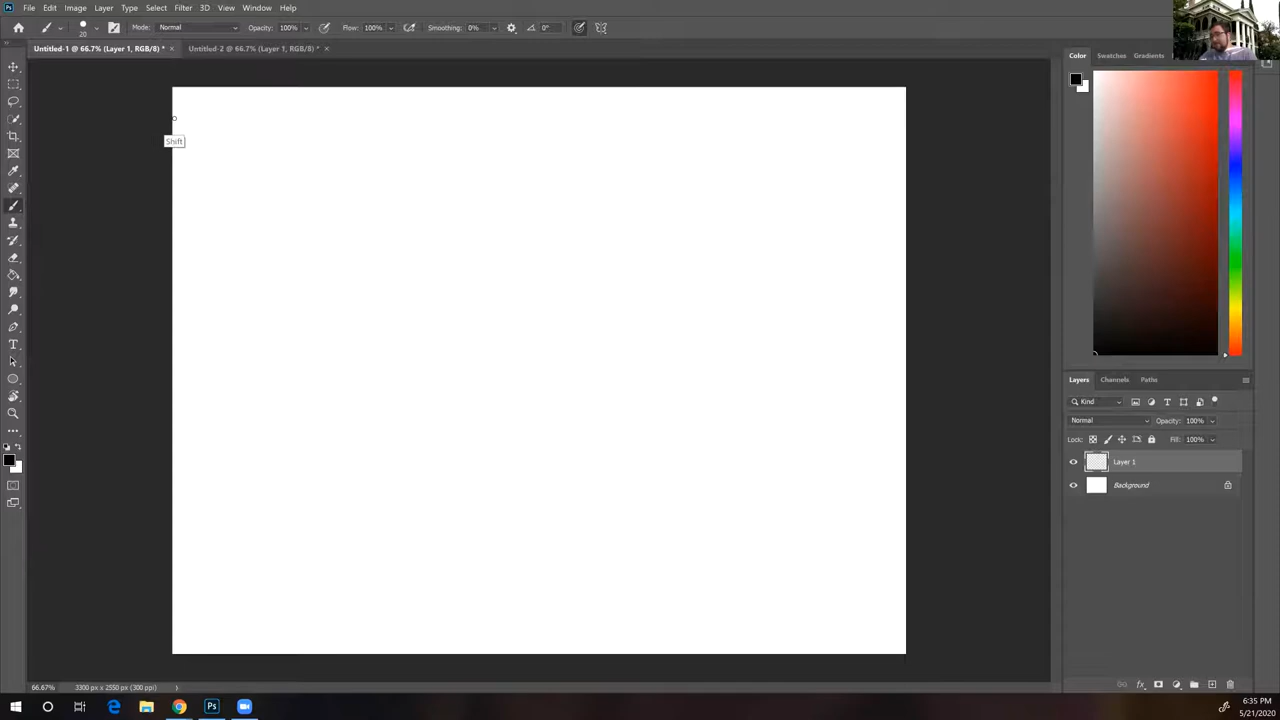 File Edit Image Layer Type Select Filter 3D View Window Help
20 Mode: Normal Opacity: 100% Flow: 100% Smoothing: 0% 0°
Untitled-1 @ 66.7% (Layer 1, RGB/8) * × Untitled-2 @ 66.7% (Layer 1, RGB/8) * ×
Color Swatches Gradients
Shift
Layers Channels Paths
Kind
Normal Opacity: 100%
Lock: Fill: 100%
Layer 1
Background
66.67% 3300 px x 2550 px (300 ppi)
6:35 PM
5/21/2020